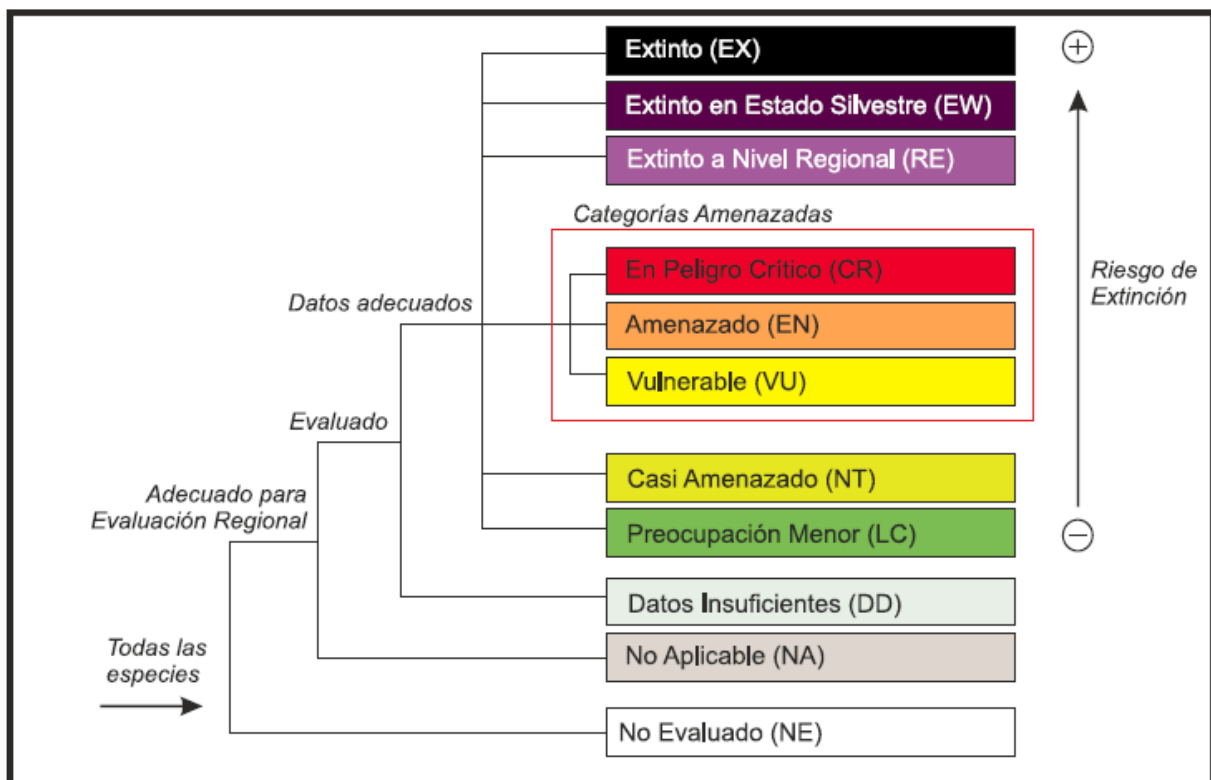 Extinto (EX)
Extinto en Estado Silvestre (EW)
Extinto a Nivel Regional (RE)
Categorías Amenazadas
En Peligro Crítico (CR)
Amenazado (EN)
Vulnerable (VU)
Datos adecuados
Riesgo de
Extinción
Evaluado
Casi Amenazado (NT)
Adecuado para
Evaluación Regional
Preocupación Menor (LC)
Datos Insuficientes (DD)
Todas las
especies
No Aplicable (NA)
No Evaluado (NE)